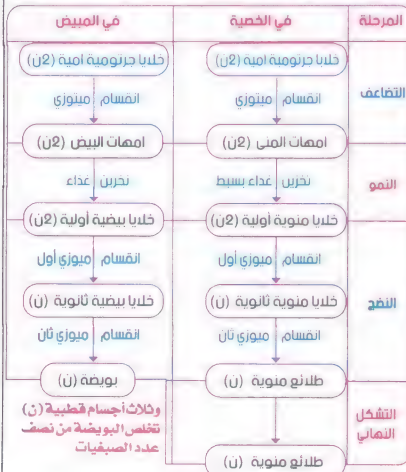 المرحلة
في الخصية
في المبيض
التضاعف
خلايا جرثومية امية (2ن)
خلايا جرثومية امية (2ن)
انقسام ميتوزي
انقسام ميتوزي
امهات المنى (2ن)
امهات البيض (2ن)
النمو
تخزين غذاء بسيط
تخزين غذاء
خلايا منوية أولية (2ن)
خلايا بيضية أولية (2ن)
النضج
انقسام ميوزي أول
انقسام ميوزي أول
خلايا منوية ثانوية (ن)
خلايا بيضية ثانوية (ن)
انقسام ميوزي ثان
انقسام ميوزي ثان
طلائع منوية (ن)
بويضة (ن)
التشكل
النهائي
وثلاث أجسام قطبية (ن)
تخلص البويضة من نصف
عدد الصبغيات
طلائع منوية (ن)